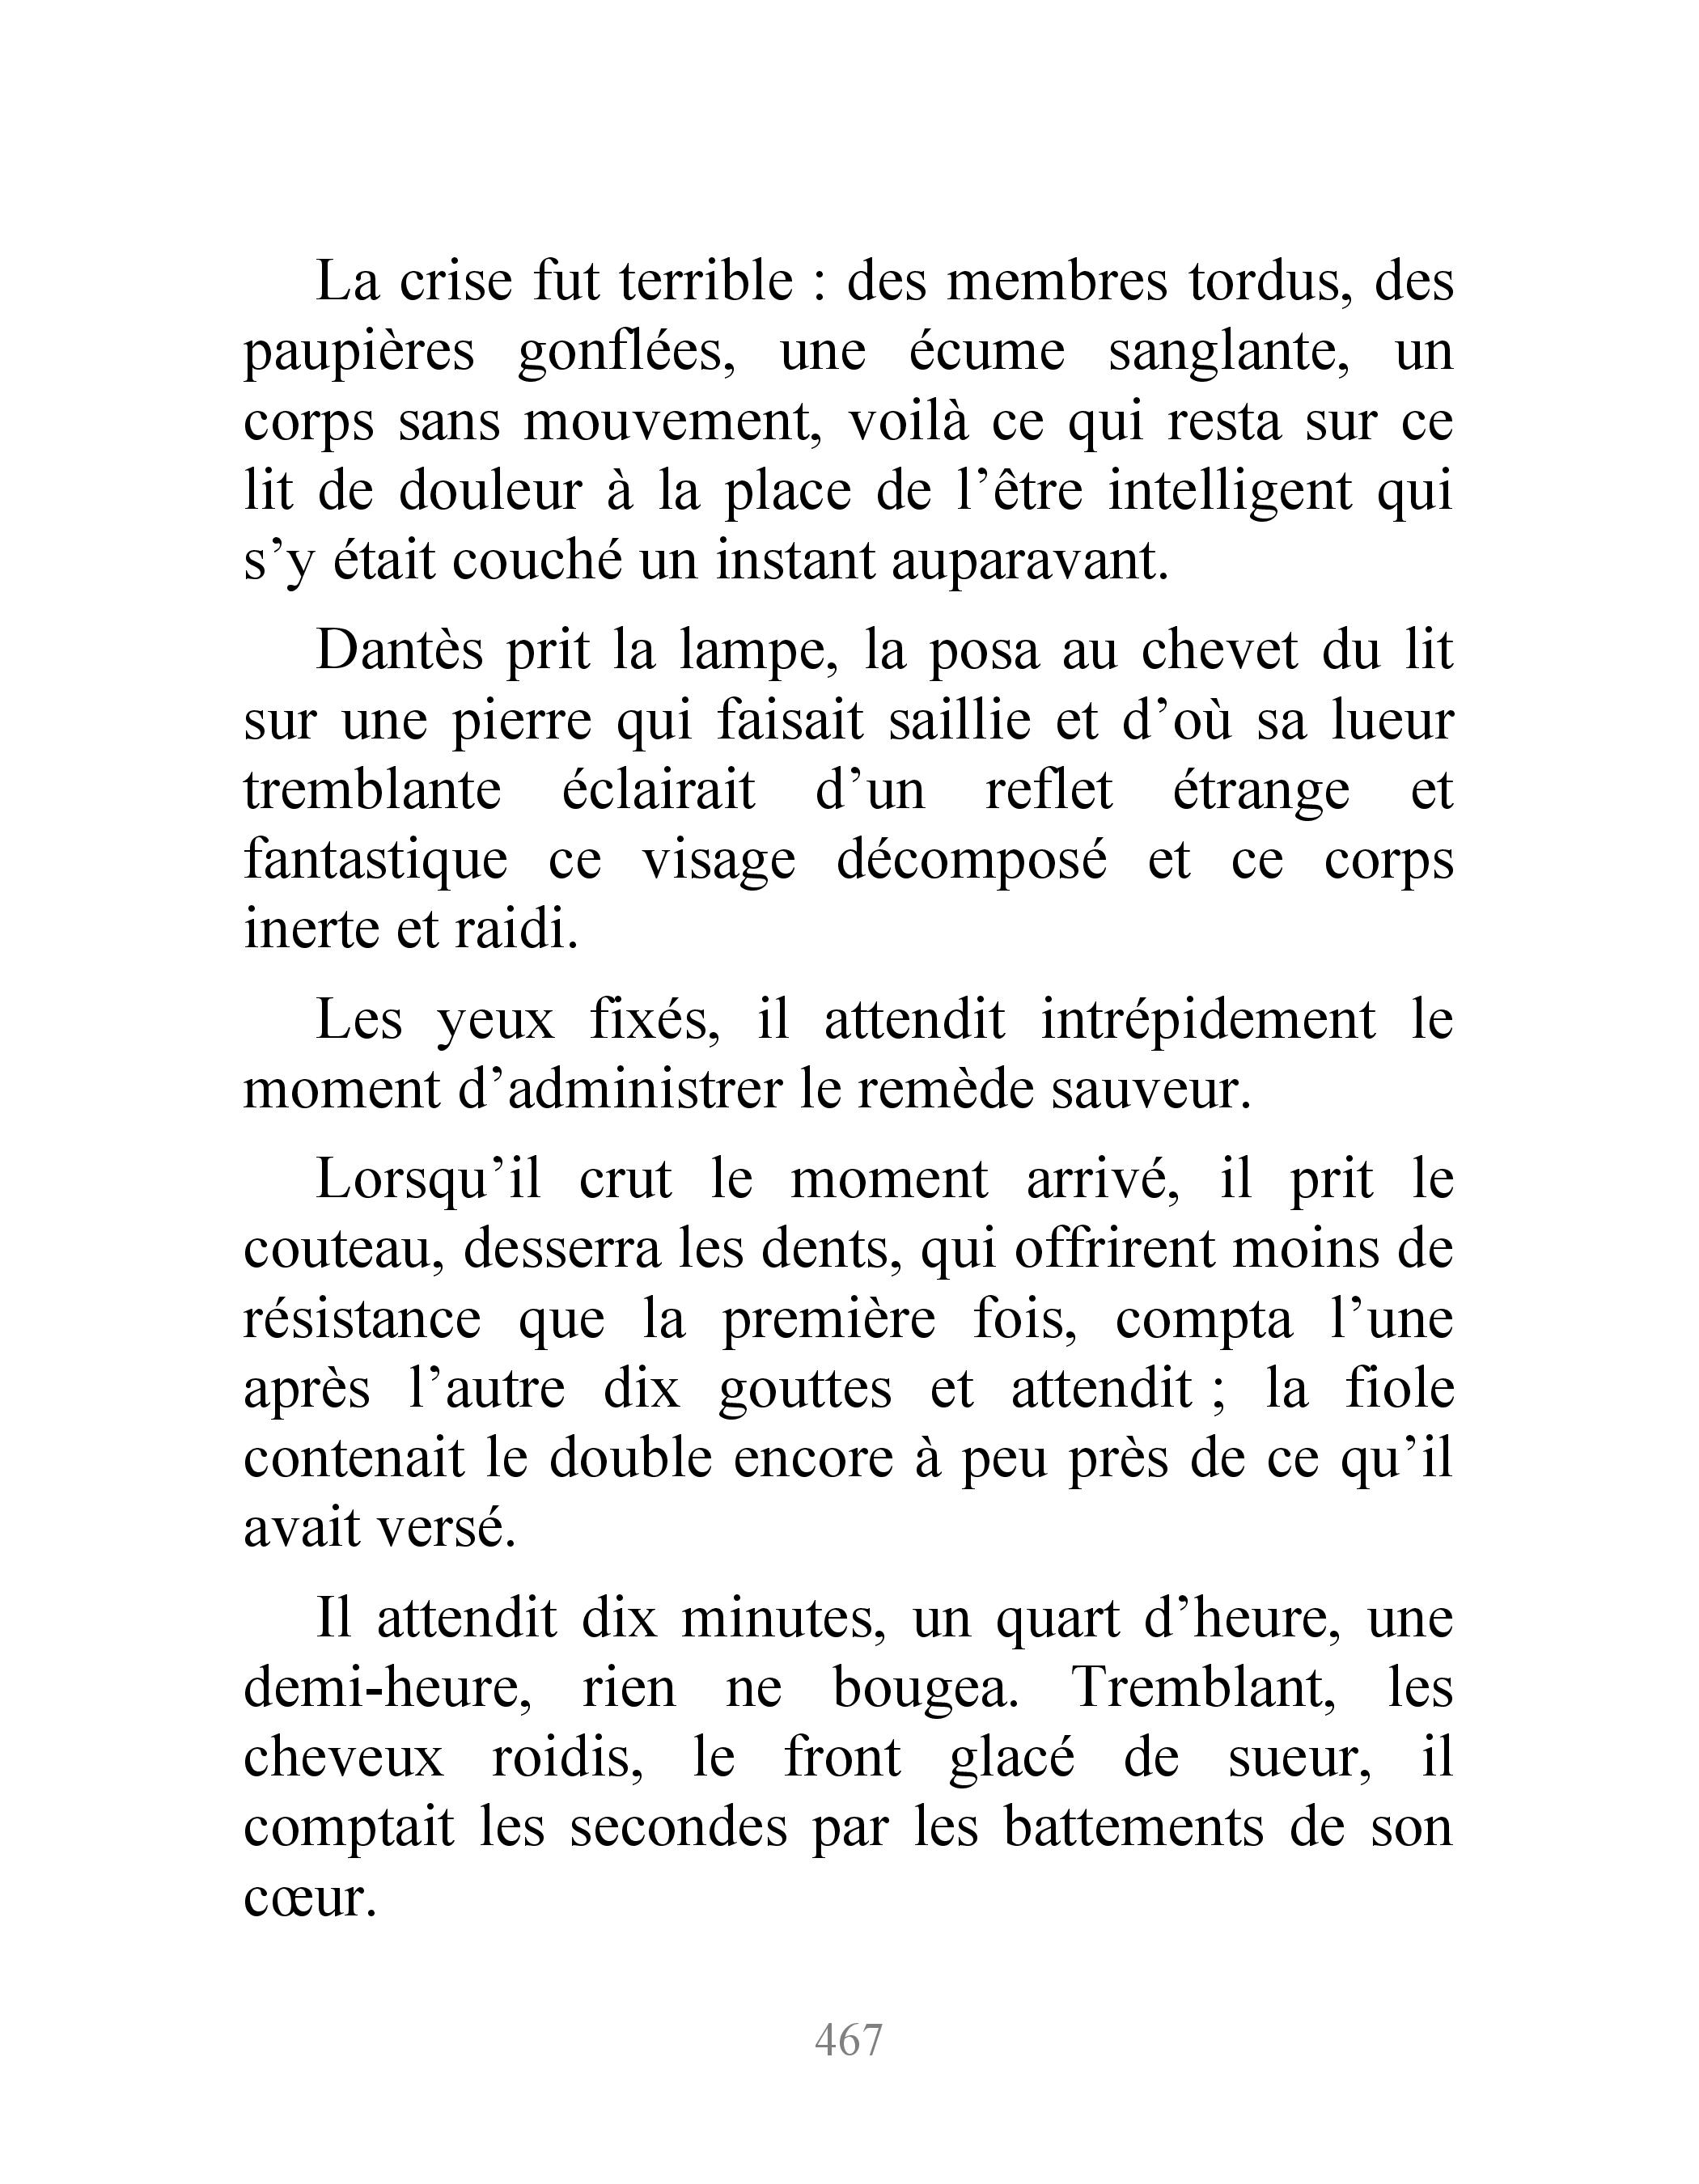 La crise fut terrible : des membres tordus, des
paupières gonflées, une écume sanglante, un
corps sans mouvement, voilà ce qui resta sur ce
lit de douleur à la place de l’être intelligent qui
s’y était couché un instant auparavant.
Dantès prit la lampe, la posa au chevet du lit
sur une pierre qui faisait saillie et d’où sa lueur
tremblante éclairait d’un reflet étrange et
fantastique ce visage décomposé et ce corps
inerte et raidi.
Les yeux fixés, il attendit intrépidement le
moment d’administrer le remède sauveur.
Lorsqu’il crut le moment arrivé, il prit le
couteau, desserra les dents, qui offrirent moins de
résistance que la première fois, compta l’une
après l’autre dix gouttes et attendit ; la fiole
contenait le double encore à peu près de ce qu’il
avait versé.
Il attendit dix minutes, un quart d’heure, une
demi-heure, rien ne bougea. Tremblant, les
cheveux roidis, le front glacé de sueur, il
comptait les secondes par les battements de son
cœur.
467